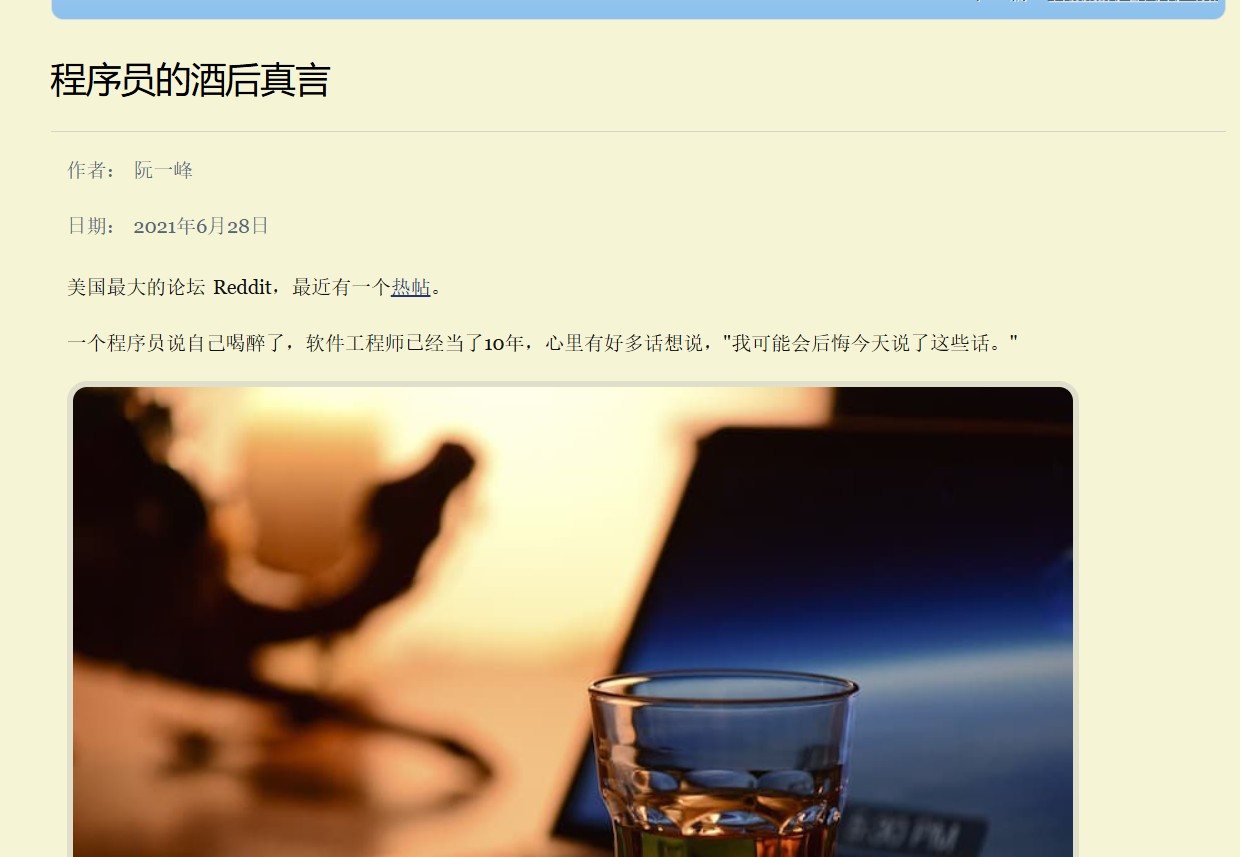 程序员的酒后真言
作者： 阮一峰
日期： 2021年6月28日
美国最大的论坛 Reddit，最近有一个热帖。
一个程序员说自己喝醉了，软件工程师已经当了10年，心里有好多话想说，"我可能会后悔今天说了这些话。"